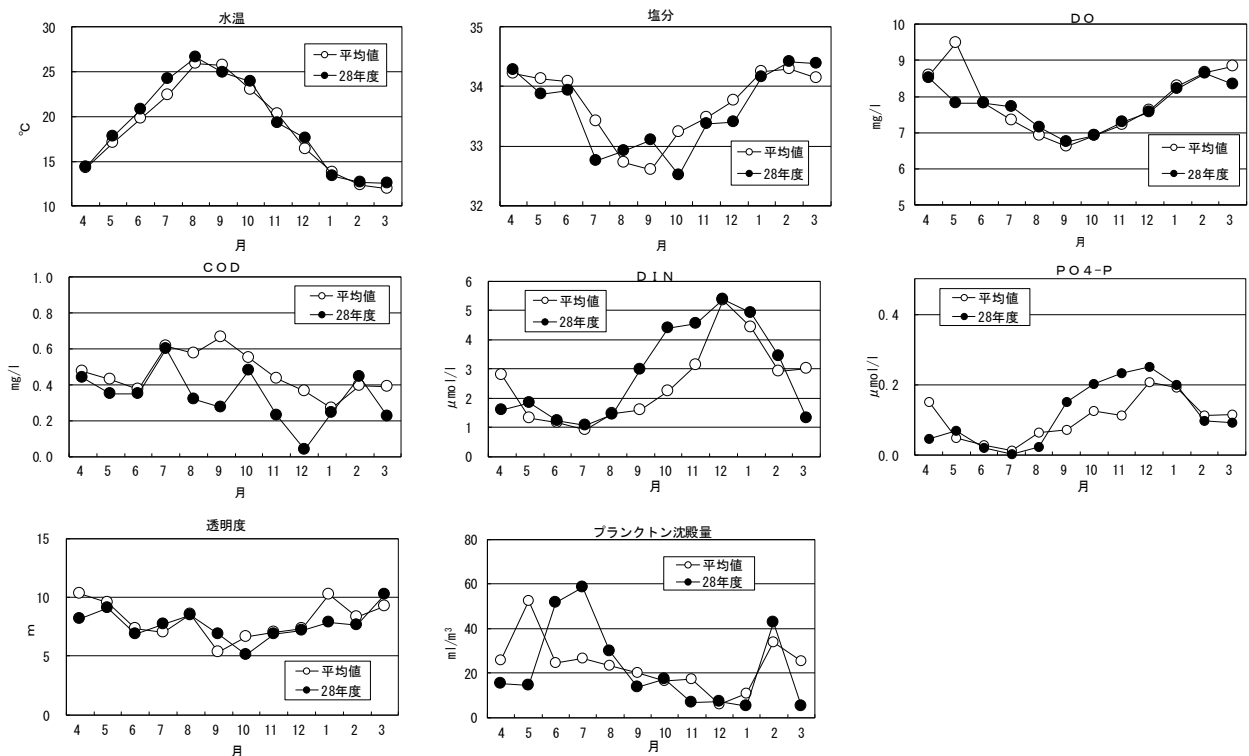 水温
30
25
20
15
10
℃
4 5 6 7 8 9 10 11 12 1 2 3
月
平均値
28年度
塩分
35
34
33
32
4 5 6 7 8 9 10 11 12 1 2 3
月
平均値
28年度
ＤＯ
10
9
8
7
6
5
mg/l
4 5 6 7 8 9 10 11 12 1 2 3
月
平均値
28年度
ＣＯＤ
1.0
0.8
0.6
0.4
0.2
0.0
mg/l
4 5 6 7 8 9 10 11 12 1 2 3
月
平均値
28年度
ＤＩＮ
6
5
4
3
2
1
0
μmol/l
4 5 6 7 8 9 10 11 12 1 2 3
月
平均値
28年度
ＰＯ４-Ｐ
0.4
0.2
0.0
μmol/l
4 5 6 7 8 9 10 11 12 1 2 3
月
平均値
28年度
透明度
15
10
5
0
m
4 5 6 7 8 9 10 11 12 1 2 3
月
平均値
28年度
プランクトン沈殿量
80
60
40
20
0
ml/m³
4 5 6 7 8 9 10 11 12 1 2 3
月
平均値
28年度